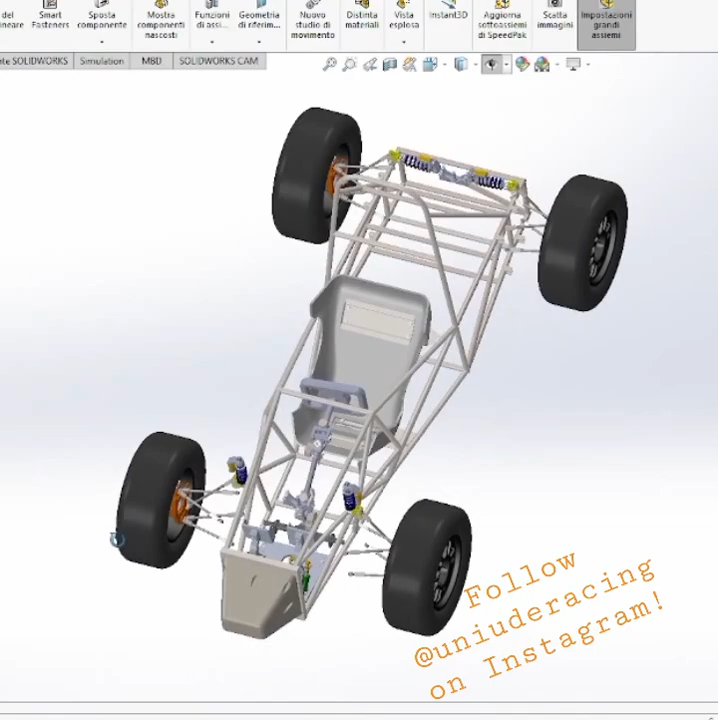 del
neare
Smart
Fasteners
Sposta
componente
Mostra
componenti
nascosti
Funzioni
di assi...
Geometria
di riferim...
Nuovo
studio di
movimento
Distinta
materiali
Vista
esplosa
Instant3D
Aggiorna
sottoassiemi
di SpeedPak
Scatta
immagini
Impostazioni
grandi
assiemi
te SOLIDWORKS
Simulation
MBD
SOLIDWORKS CAM
Follow
@uniuderacing
on Instagram!